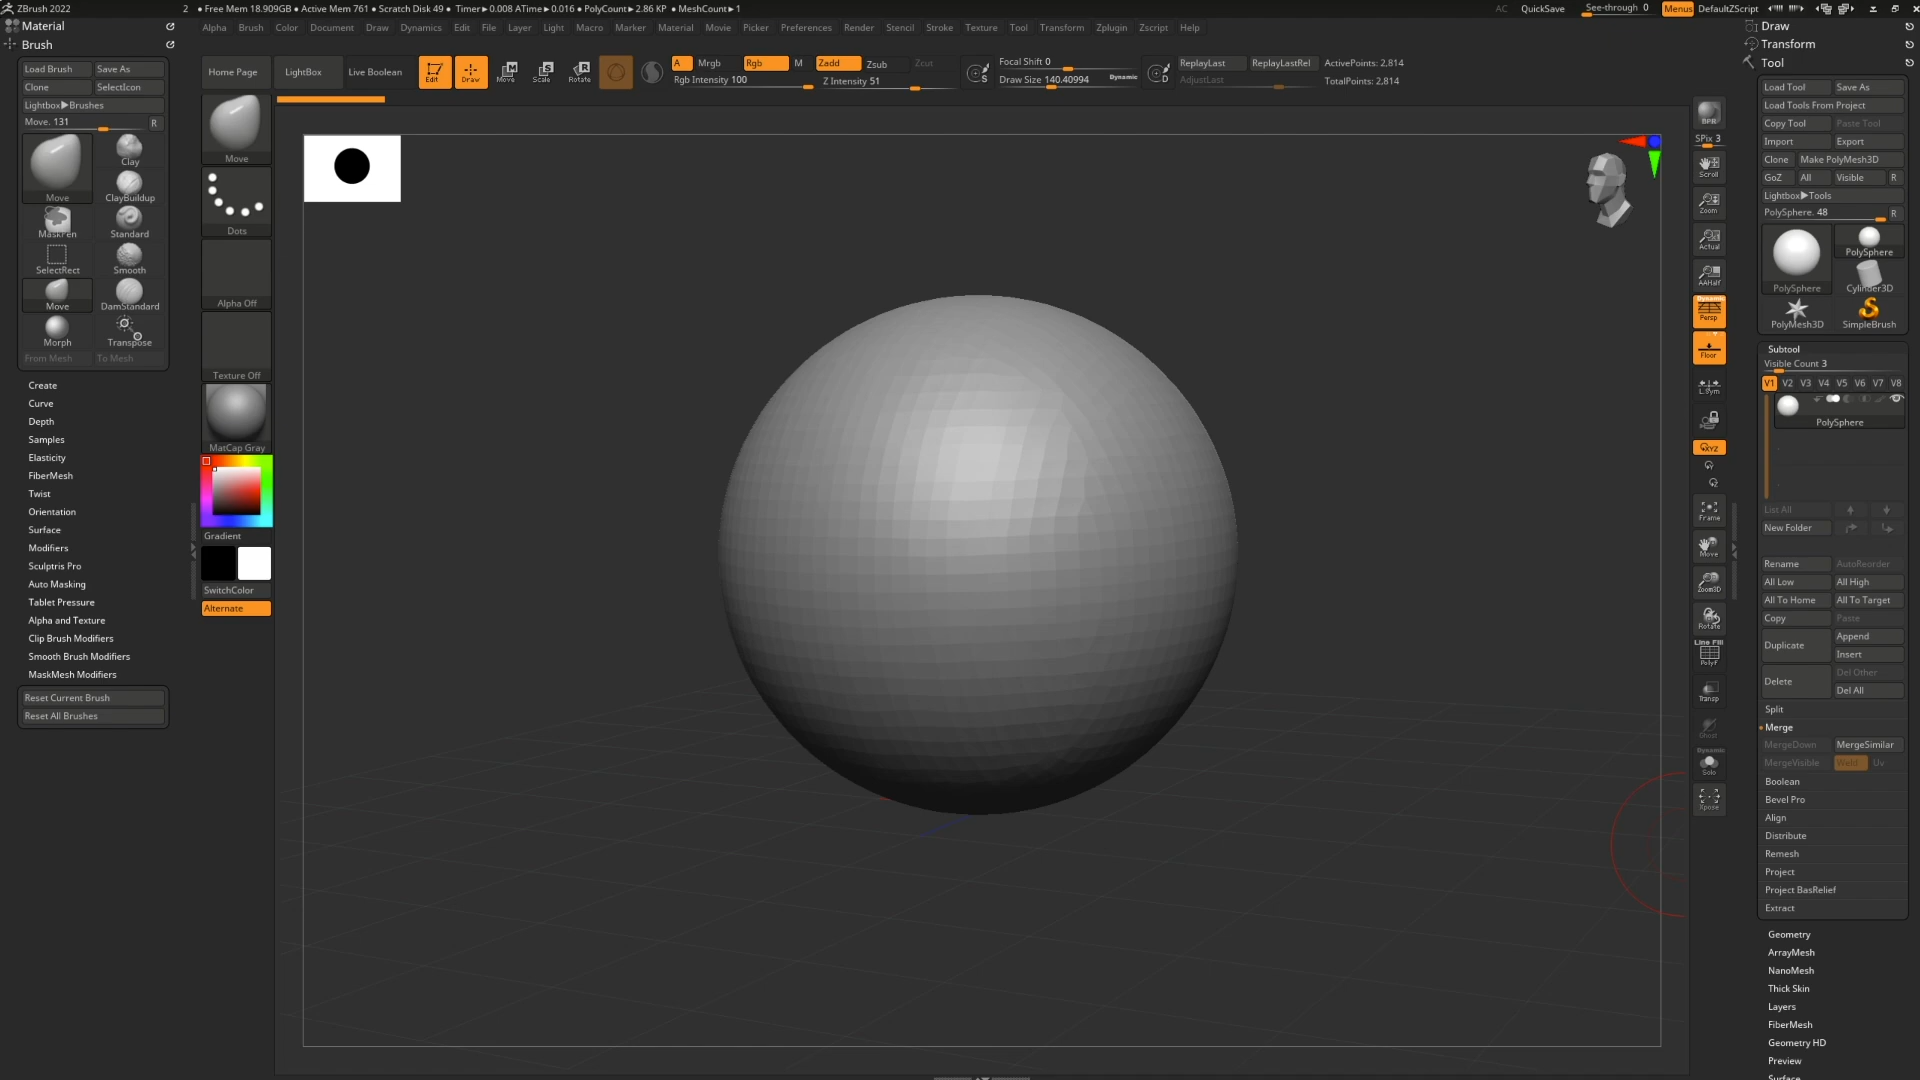 ZBrush 2022
2 • Free Mem 18.909GB • Active Mem 761 • Scratch Disk 49 • Timer▸0.008 ATime▸0.016 • PolyCount▸2.86 KP • MeshCount▸1
AC QuickSave See-through 0 Menus DefaultZScript
Material
Brush
Alpha Brush Color Document Draw Dynamics Edit File Layer Light Macro Marker Material Movie Picker Preferences Render Stencil Stroke Texture Tool Transform Zplugin Zscript Help
Home Page LightBox Live Boolean Edit Draw Move Scale Rotate
A Mrgb Rgb M Zadd Zsub Zcut
Rgb Intensity 100 Z Intensity 51
Focal Shift 0
Draw Size 140.40994 Dynamic
ReplayLast ReplayLastRel ActivePoints: 2,814
AdjustLast TotalPoints: 2,814
Load Brush Save As
Clone SelectIcon
Lightbox▸Brushes
Move. 131 R
Move Clay
ClayBuildup
MaskPen Standard
SelectRect Smooth
Move DamStandard
Morph Transpose
From Mesh To Mesh
Create
Curve
Depth
Samples
Elasticity
FiberMesh
Twist
Orientation
Surface
Modifiers
Sculptris Pro
Auto Masking
Tablet Pressure
Alpha and Texture
Clip Brush Modifiers
Smooth Brush Modifiers
MaskMesh Modifiers
Reset Current Brush
Reset All Brushes
Move
Dots
Alpha Off
Texture Off
MatCap Gray
Gradient
SwitchColor
Alternate
BPR
SPix 3
Scroll
Zoom
Actual
AAHalf
Dynamic
Persp
Floor
L.Sym
XYZ
Frame
Move
Zoom3D
Rotate
Line Fill
PolyF
Transp
Ghost
Dynamic
Solo
Xpose
Draw
Transform
Tool
Load Tool Save As
Load Tools From Project
Copy Tool Paste Tool
Import Export
Clone Make PolyMesh3D
GoZ All Visible R
Lightbox▸Tools
PolySphere. 48 R
PolySphere PolySphere
Cylinder3D
PolyMesh3D SimpleBrush
Subtool
Visible Count 3
V1 V2 V3 V4 V5 V6 V7 V8
PolySphere
List All
New Folder
Rename AutoReorder
All Low All High
All To Home All To Target
Copy Paste
Duplicate Append
Insert
Delete Del Other
Del All
Split
Merge
MergeDown MergeSimilar
MergeVisible Weld Uv
Boolean
Bevel Pro
Align
Distribute
Remesh
Project
Project BasRelief
Extract
Geometry
ArrayMesh
NanoMesh
Thick Skin
Layers
FiberMesh
Geometry HD
Preview
Surface